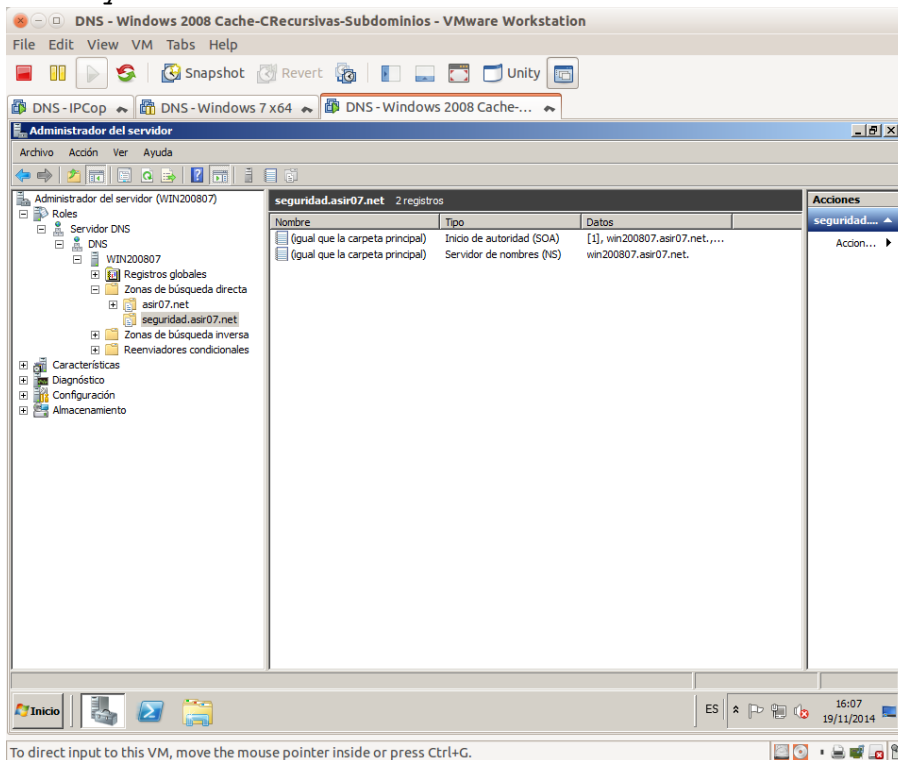 DNS - Windows 2008 Cache-CRecursivas-Subdominios - VMware Workstation
File Edit View VM Tabs Help
Snapshot Revert Unity
DNS - IPCop DNS - Windows 7 x64 DNS - Windows 2008 Cache-...
Administrador del servidor
Archivo Acción Ver Ayuda
Administrador del servidor (WIN200807)
Roles
Servidor DNS
DNS
WIN200807
Registros globales
Zonas de búsqueda directa
asir07.net
seguridad.asir07.net
Zonas de búsqueda inversa
Reenviadores condicionales
Características
Diagnóstico
Configuración
Almacenamiento
seguridad.asir07.net 2 registros
Nombre Tipo Datos
(igual que la carpeta principal) Inicio de autoridad (SOA) [1], win200807.asir07.net.,...
(igual que la carpeta principal) Servidor de nombres (NS) win200807.asir07.net.
Acciones
seguridad....
Accion...
Inicio
ES
16:07
19/11/2014
To direct input to this VM, move the mouse pointer inside or press Ctrl+G.